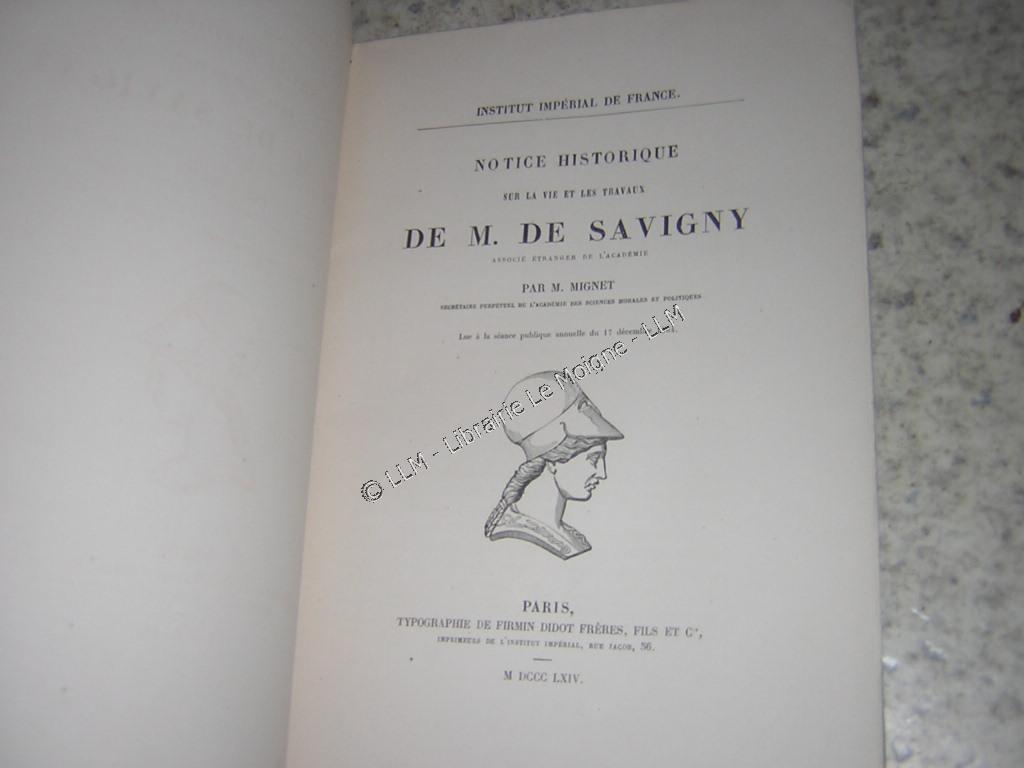 INSTITUT IMPÉRIAL DE FRANCE.
NOTICE HISTORIQUE
SUR LA VIE ET LES TRAVAUX
DE M. DE SAVIGNY
ASSOCIÉ ÉTRANGER DE L'ACADÉMIE
PAR M. MIGNET
SECRÉTAIRE PERPÉTUEL DE L'ACADÉMIE DES SCIENCES MORALES ET POLITIQUES
Lue à la séance publique annuelle du 17
© LLM - Librairie Le Moigne - LLM
PARIS,
TYPOGRAPHIE DE FIRMIN DIDOT FRÈRES, FILS ET Cie,
IMPRIMEURS DE L'INSTITUT IMPÉRIAL, RUE JACOB, 56.
M DCCC LXIV.